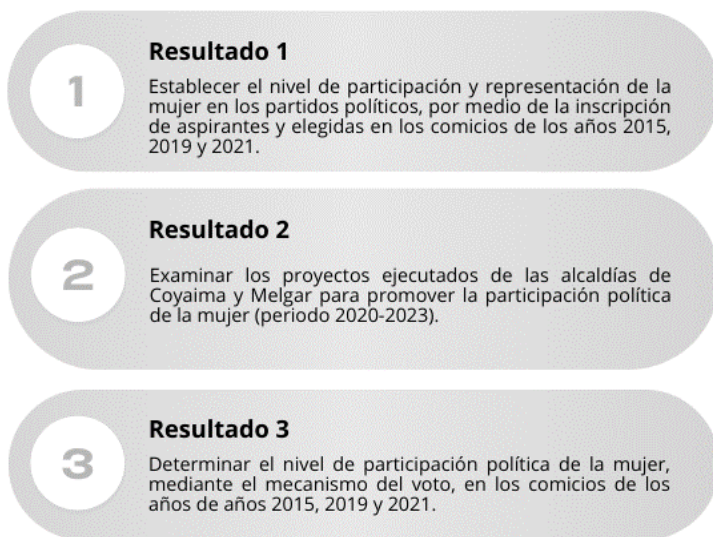 1
Resultado 1
Establecer el nivel de participación y representación de la
mujer en los partidos políticos, por medio de la inscripción
de aspirantes y elegidas en los comicios de los años 2015,
2019 y 2021.
2
Resultado 2
Examinar los proyectos ejecutados de las alcaldías de
Coyaima y Melgar para promover la participación política
de la mujer (periodo 2020-2023).
3
Resultado 3
Determinar el nivel de participación política de la mujer,
mediante el mecanismo del voto, en los comicios de los
años de años 2015, 2019 y 2021.